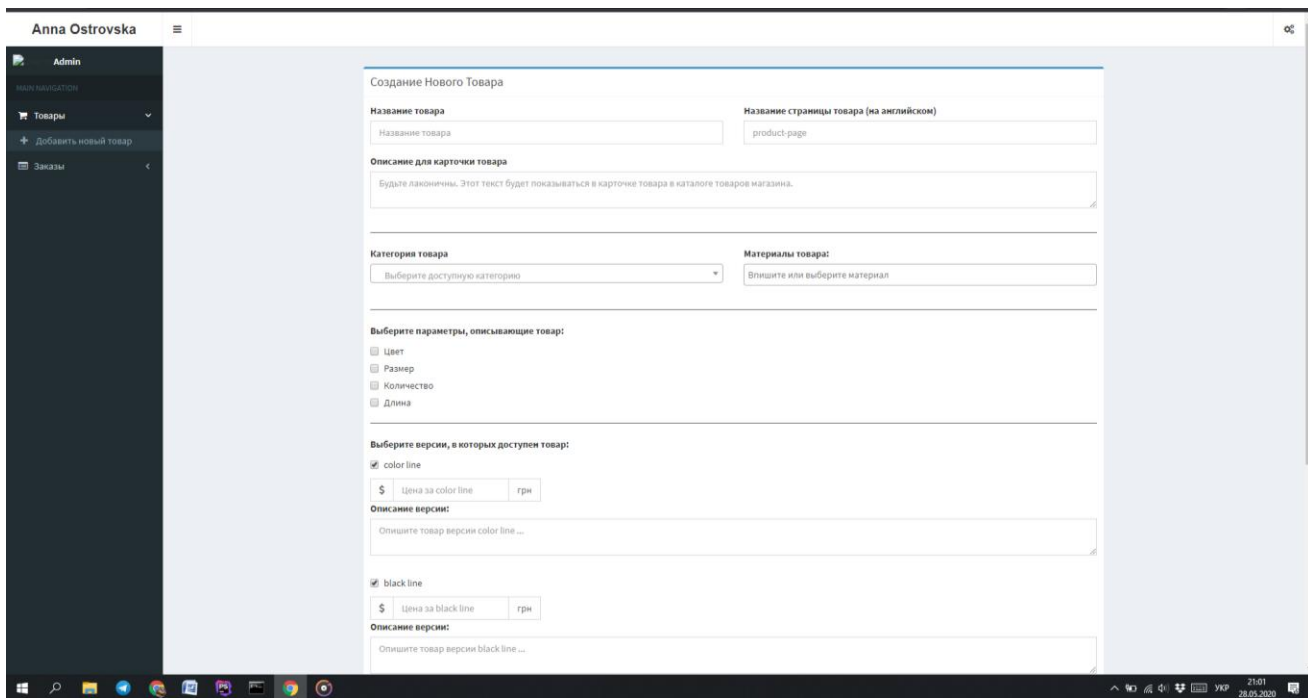 Anna Ostrovska
Admin
MAIN NAVIGATION
Товары
Добавить новый товар
Заказы
Создание Нового Товара
Название товара
Название страницы товара (на английском)
Название товара
product-page
Описание для карточки товара
Будьте лаконичны. Этот текст будет показываться в карточке товара в каталоге товаров магазина.
Категория товара
Материалы товара:
Выберите доступную категорию
Впишите или выберите материал
Выберите параметры, описывающие товар:
Цвет
Размер
Количество
Длина
Выберите версии, в которых доступен товар:
color line
$ Цена за color line грн
Описание версии:
Опишите товар версии color line ...
black line
$ Цена за black line грн
Описание версии:
Опишите товар версии black line ...
УКР
21:01
28.05.2020